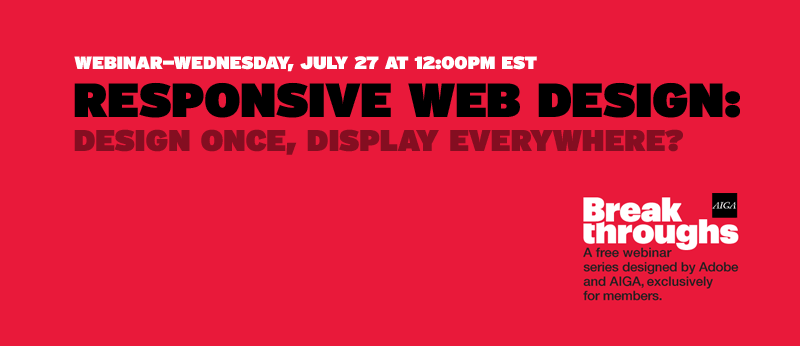 WEBINAR–WEDNESDAY, JULY 27 AT 12:00PM EST
RESPONSIVE WEB DESIGN:
DESIGN ONCE, DISPLAY EVERYWHERE?
Break
AIGA
throughs
A free webinar
series designed by Adobe
and AIGA, exclusively
for members.